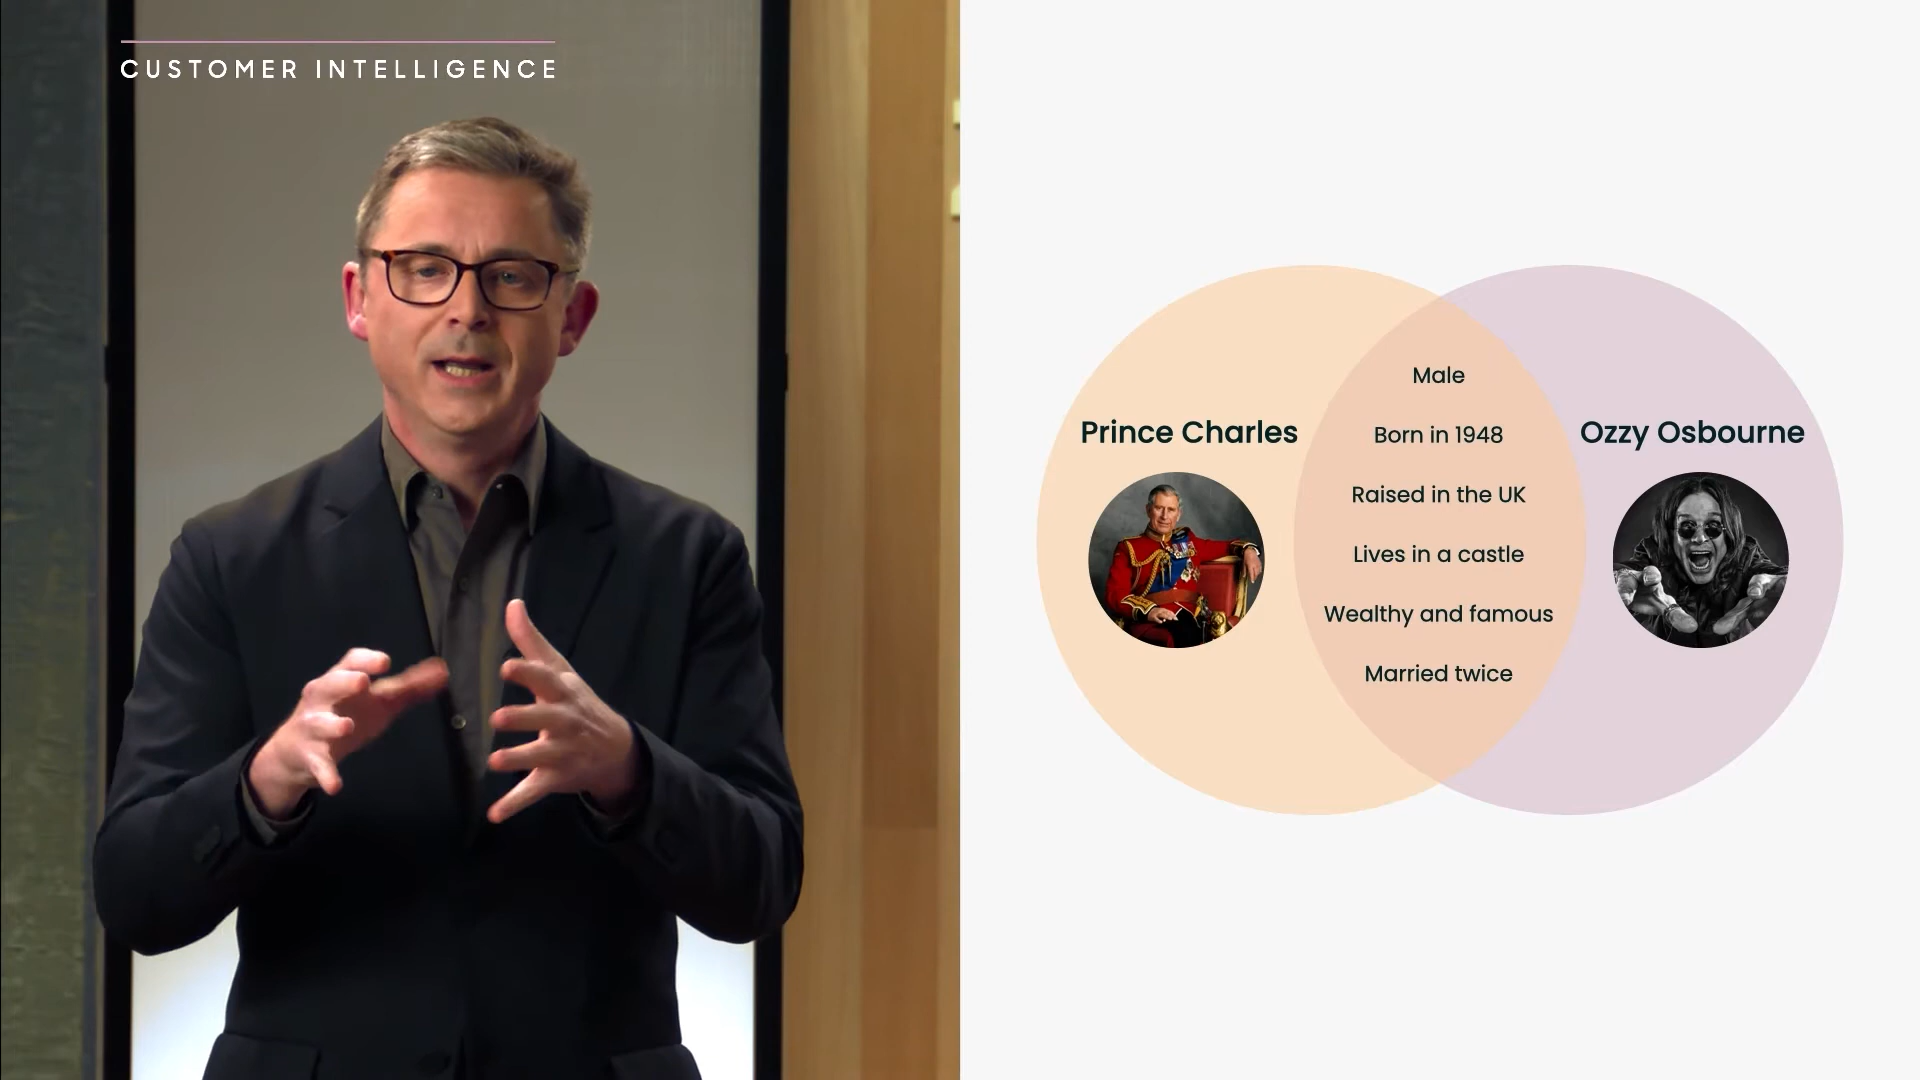 CUSTOMER INTELLIGENCE
Prince Charles
Male
Born in 1948
Raised in the UK
Lives in a castle
Wealthy and famous
Married twice
Ozzy Osbourne